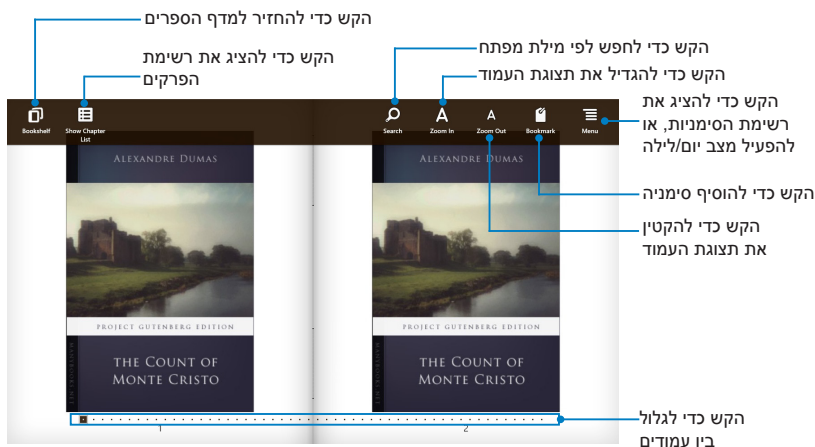 הקש כדי להחזיר למדף הספרים
הקש כדי להציג את רשימת
הפרקים
הקש כדי לחפש לפי מילת מפתח
הקש כדי להגדיל את תצוגת העמוד
הקש כדי להציג את
רשימת הסימניות, או
להפעיל מצב יום/לילה
Bookshelf
Show Chapter
List
Search
Zoom In
Zoom Out
Bookmark
Menu
הקש כדי להוסיף סימניה
הקש כדי להקטין
את תצוגת העמוד
ALEXANDRE DUMAS
PROJECT GUTENBERG EDITION
THE COUNT OF
MONTE CRISTO
MANYBOOKS.NET
ALEXANDRE DUMAS
PROJECT GUTENBERG EDITION
THE COUNT OF
MONTE CRISTO
MANYBOOKS.NET
1
2
הקש כדי לגלול
בין עמודים